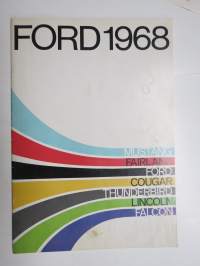 FORD 1968
MUSTANG
FAIRLANE
FORD
COUGAR
THUNDERBIRD
LINCOLN
FALCON